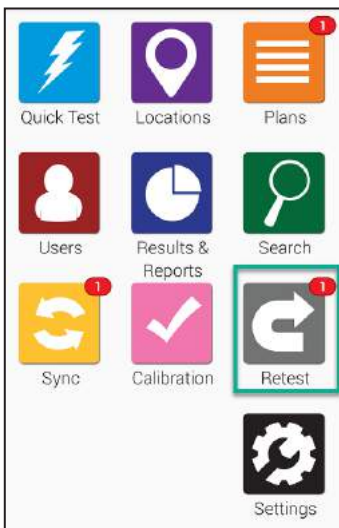 1
Quick Test
Locations
Plans
Users
Results &
Reports
Search
1
1
Sync
Calibration
Retest
Settings